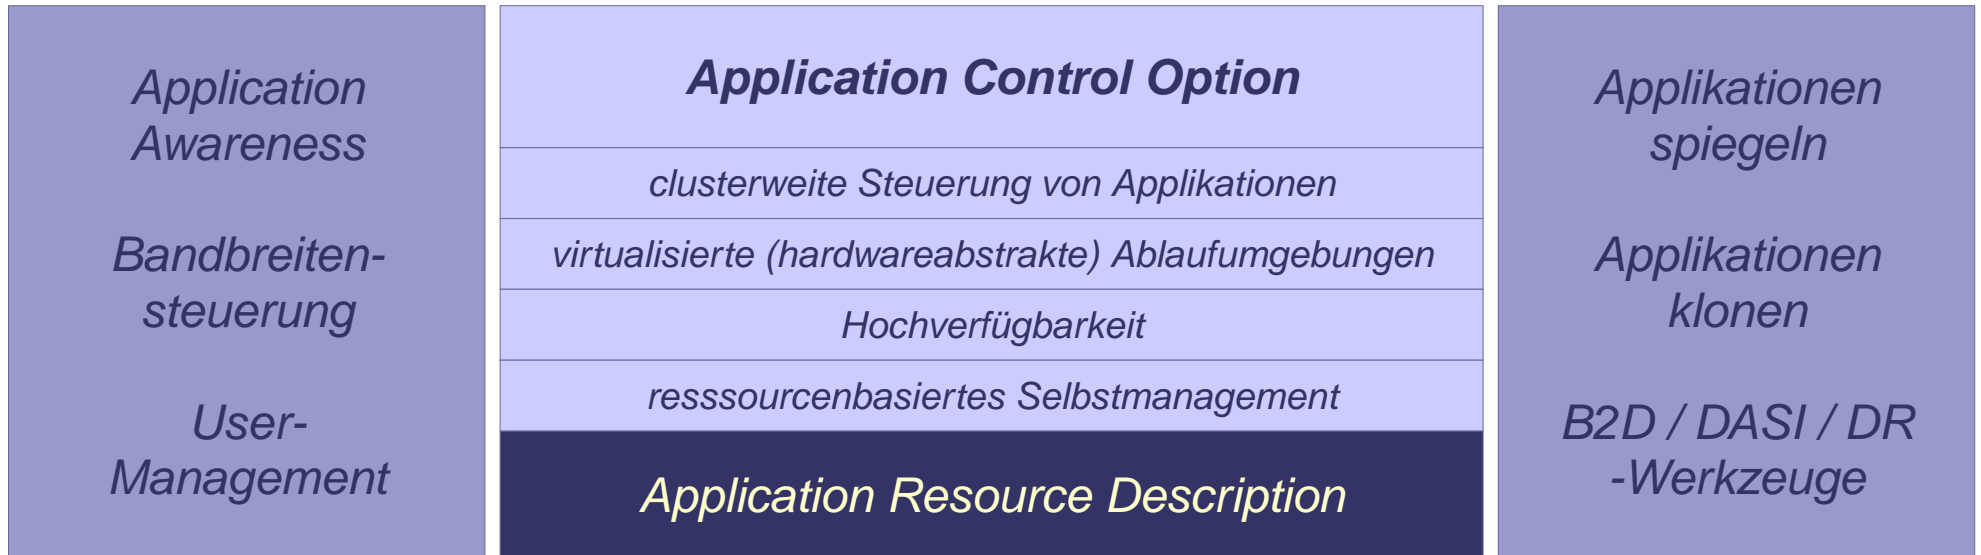 Application
Awareness
Bandbreiten-
steuerung
User-
Management
Application Control Option
clusterweite Steuerung von Applikationen
virtualisierte (hardwareabstrakte) Ablaufumgebungen
Hochverfügbarkeit
resssourcenbasiertes Selbstmanagement
Application Resource Description
Applikationen
spiegeln
Applikationen
klonen
B2D / DASI / DR
-Werkzeuge